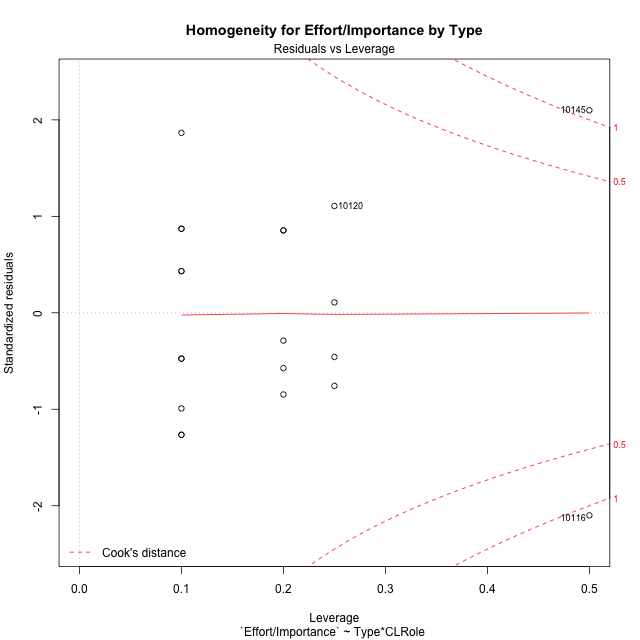 Homogeneity for Effort/Importance by Type
Residuals vs Leverage
Standardized residuals
2
1
0
-1
-2
10145
1
0.5
10120
0.5
1
10116
Cook's distance
0.0 0.1 0.2 0.3 0.4 0.5
Leverage
`Effort/Importance` ~ Type*CLRole